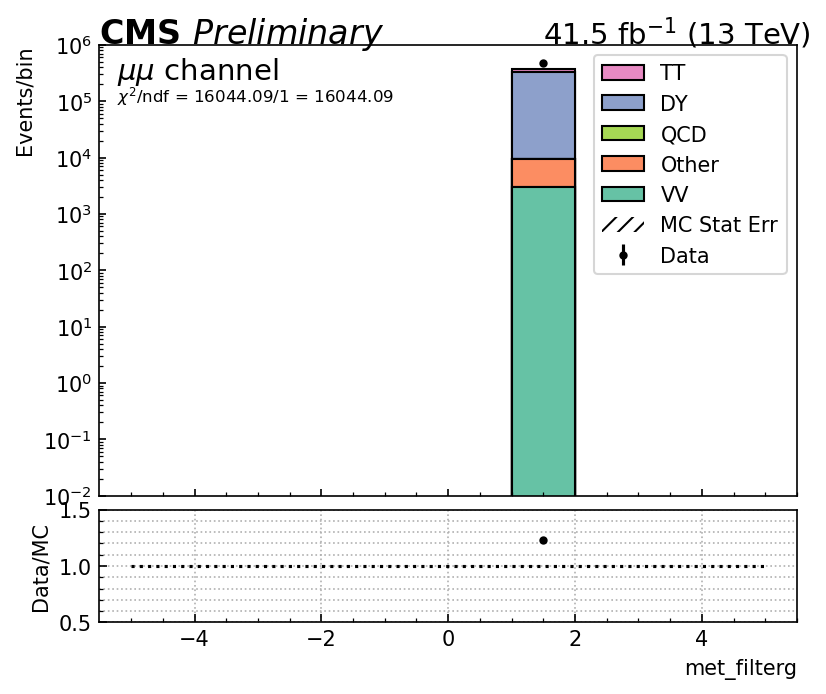 CMS Preliminary 41.5 fb⁻¹ (13 TeV)
Events/bin
10⁶
10⁵
10⁴
10³
10²
10¹
10⁰
10⁻¹
10⁻²
μμ channel
χ²/ndf = 16044.09/1 = 16044.09
TT
DY
QCD
Other
VV
MC Stat Err
Data
Data/MC
1.5
1.0
0.5
−4 −2 0 2 4
met_filterg